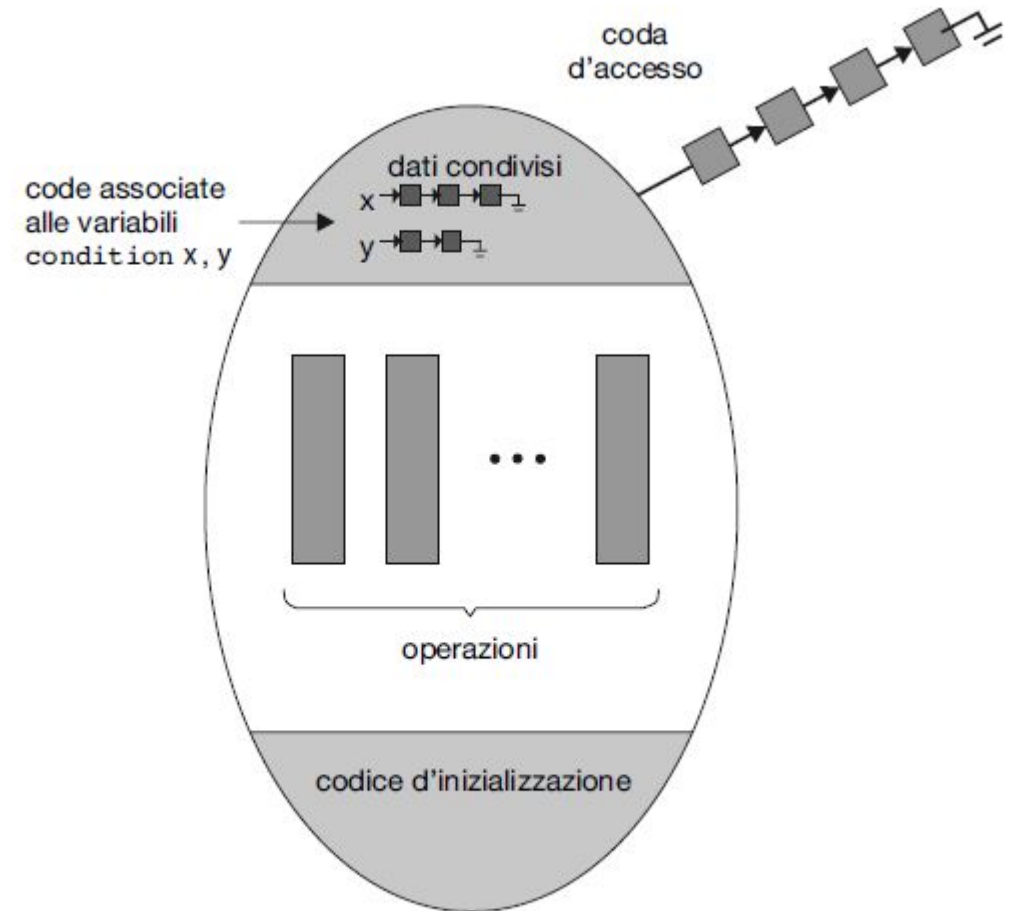 coda
d'accesso
dati condivisi
code associate
alle variabili
condition x, y
x
y
operazioni
codice d'inizializzazione